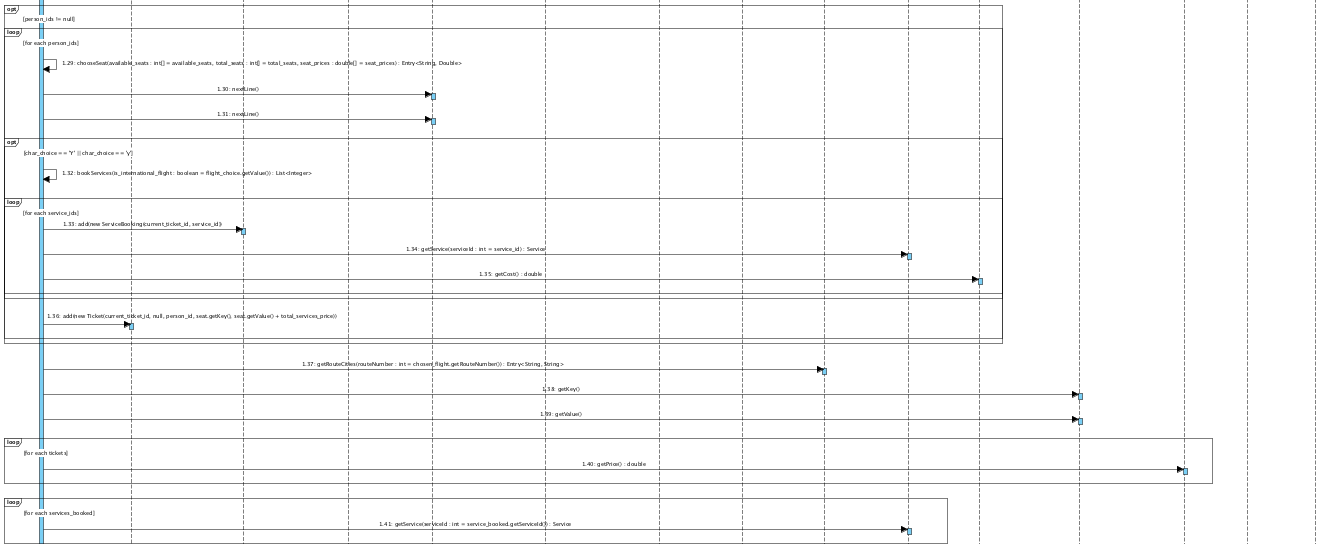 opt
[person_ids != null]
loop
[for each person_ids]
1.29: chooseSeat(available_seats : int[] = available_seats, total_seats : int[] = total_seats, seat_prices : double[] = seat_prices) : Entry<String, Double>
1.30: nextLine()
1.31: nextLine()
opt
[char_choice == 'Y' || char_choice == 'y']
1.32: bookServices(is_international_flight : boolean = flight_choice.getValue()) : List<Integer>
loop
[for each service_ids]
1.33: add(new ServiceBooking(current_ticket_id, service_id))
1.34: getService(serviceId : int = service_id) : Service
1.35: getCost() : double
1.36: add(new Ticket(current_ticket_id, null, person_id, seat.getKey(), seat.getValue() + total_services_price))
1.37: getRouteCities(routeNumber : int = chosen_flight.getRouteNumber()) : Entry<String, String>
1.38: getKey()
1.39: getValue()
loop
[for each tickets]
1.40: getPrice() : double
loop
[for each services_booked]
1.41: getService(serviceId : int = service_booked.getServiceId()) : Service